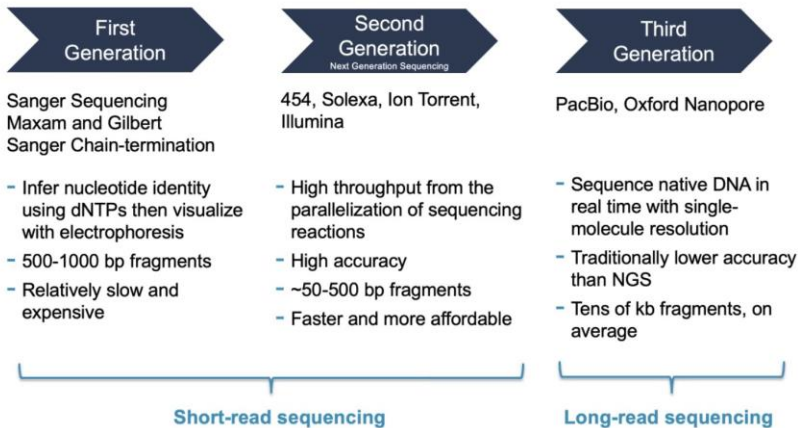 First
Generation
Second
Generation
Next Generation Sequencing
Third
Generation
Sanger Sequencing
Maxam and Gilbert
Sanger Chain-termination
454, Solexa, Ion Torrent,
Illumina
PacBio, Oxford Nanopore
- Infer nucleotide identity
using dNTPs then visualize
with electrophoresis
- 500-1000 bp fragments
- Relatively slow and
expensive
- High throughput from the
parallelization of sequencing
reactions
- High accuracy
- ~50-500 bp fragments
- Faster and more affordable
- Sequence native DNA in
real time with single-
molecule resolution
- Traditionally lower accuracy
than NGS
- Tens of kb fragments, on
average
Short-read sequencing
Long-read sequencing